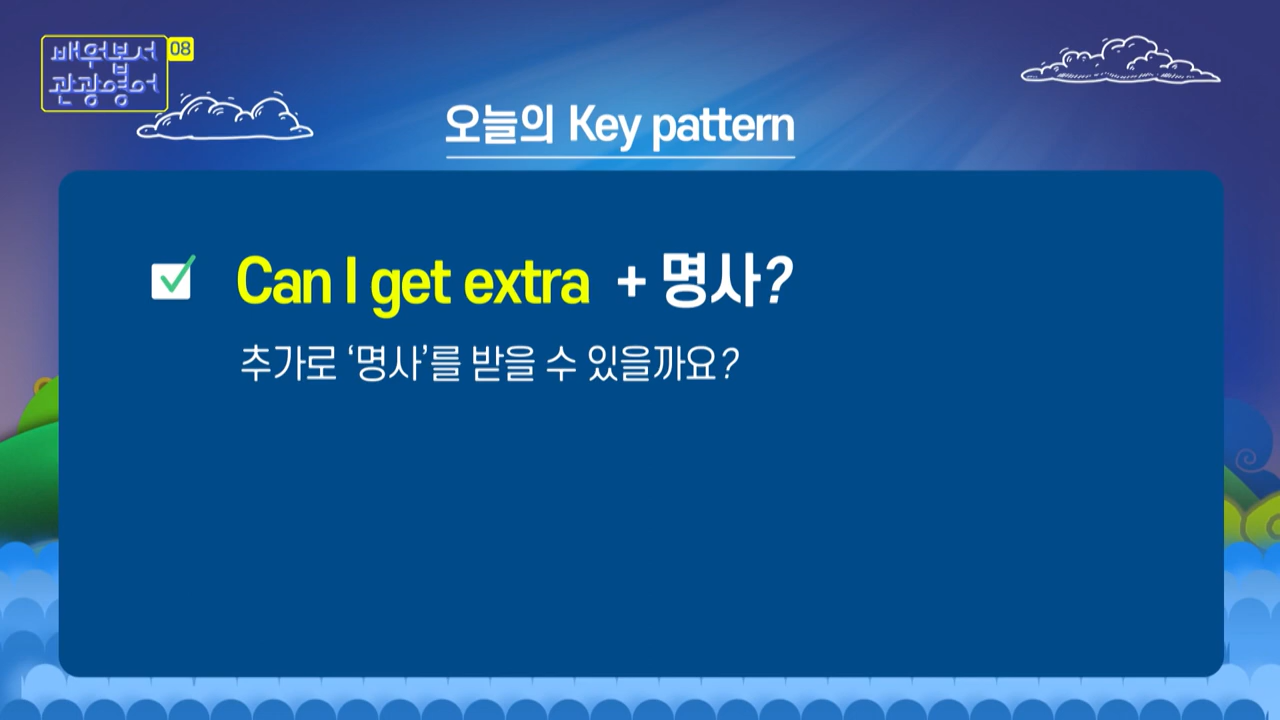 배워봅서
관광영어
08
오늘의 Key pattern
Can I get extra + 명사?
추가로 ‘명사’를 받을 수 있을까요?